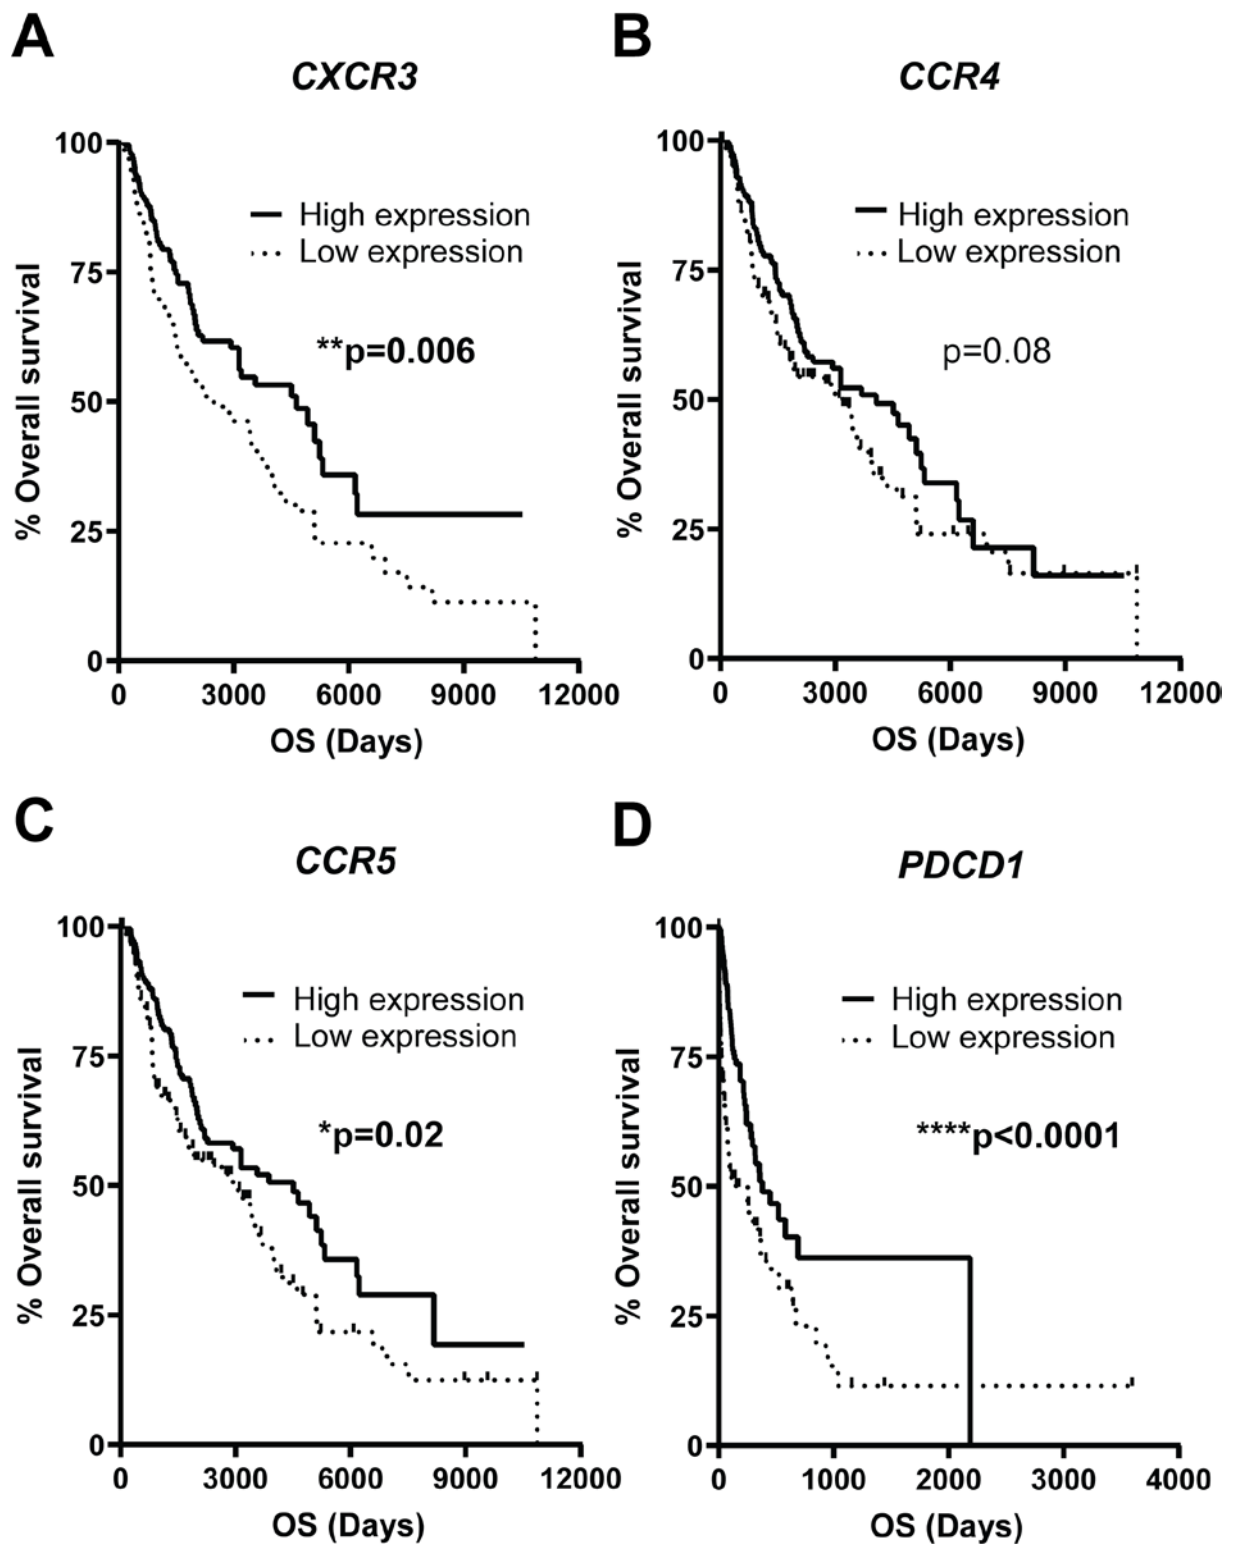 A
CXCR3
100
75
50
25
0
% Overall survival
High expression
Low expression
**p=0.006
0 3000 6000 9000 12000
OS (Days)
B
CCR4
100
75
50
25
0
% Overall survival
High expression
Low expression
p=0.08
0 3000 6000 9000 12000
OS (Days)
C
CCR5
100
75
50
25
0
% Overall survival
High expression
Low expression
*p=0.02
0 3000 6000 9000 12000
OS (Days)
D
PDCD1
100
75
50
25
0
% Overall survival
High expression
Low expression
****p<0.0001
0 1000 2000 3000 4000
OS (Days)